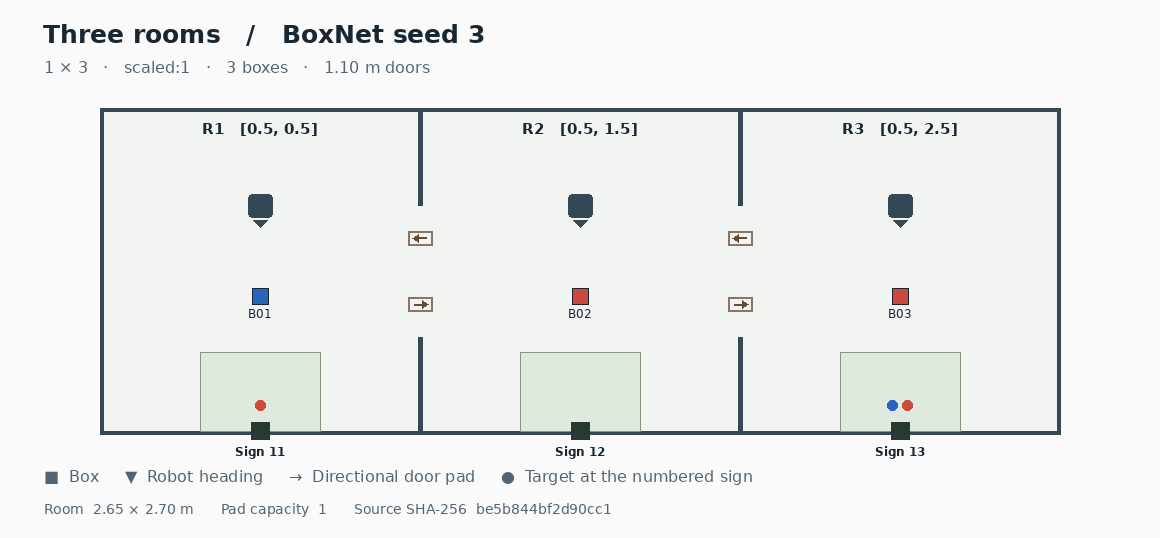 Three rooms / BoxNet seed 3
1 × 3 · scaled:1 · 3 boxes · 1.10 m doors
R1 [0.5, 0.5] R2 [0.5, 1.5] R3 [0.5, 2.5]
B01 B02 B03
Sign 11 Sign 12 Sign 13
■ Box ▼ Robot heading → Directional door pad ● Target at the numbered sign
Room 2.65 × 2.70 m Pad capacity 1 Source SHA-256 be5b844bf2d90cc1